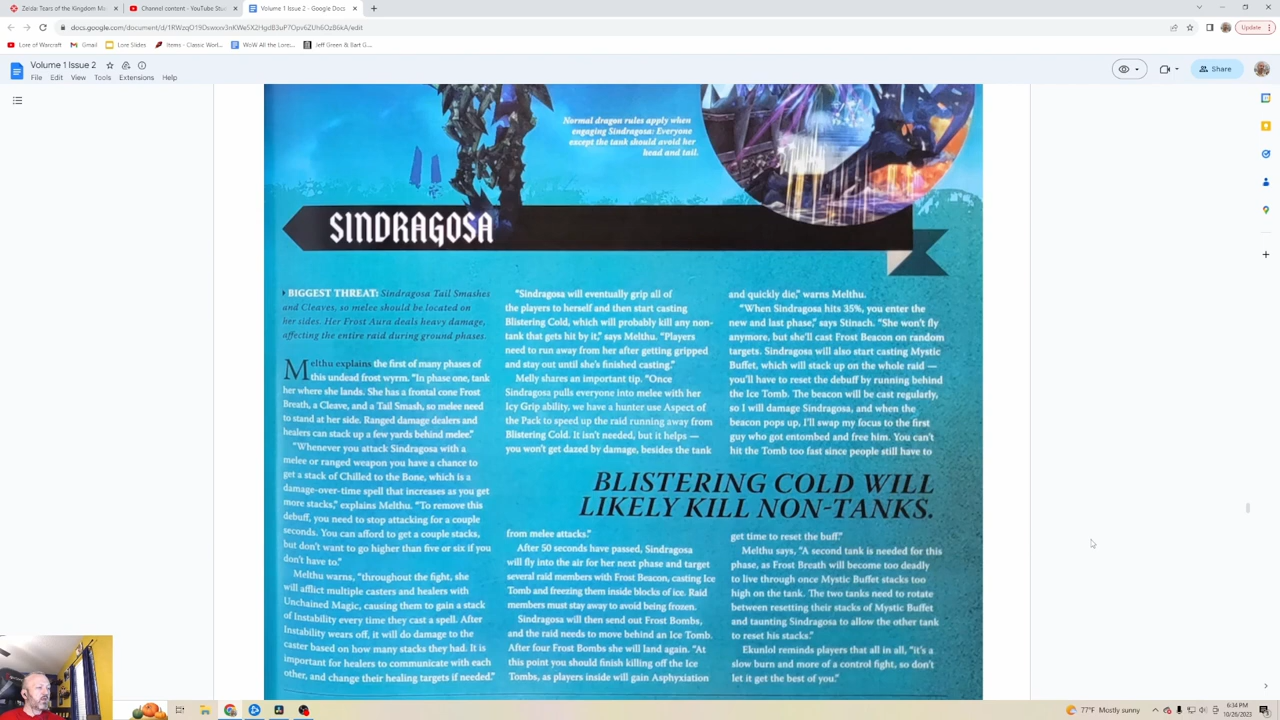 Zelda: Tears of the Kingdom Me
Channel content - YouTube Stu
Volume 1 Issue 2 - Google Docs
Update
Lore of Warcraft
Gmail
Lore Slides
Items - Classic Worl...
WoW All the Lore...
Jeff Green & Bart G...
Volume 1 Issue 2
File Edit View Tools Extensions Help
Share
Normal dragon rules apply when
engaging Sindragosa: Everyone
except the tank should avoid her
head and tail.
SINDRAGOSA
BIGGEST THREAT: Sindragosa Tail Smashes
and Cleaves, so melee should be located on
her sides. Her Frost Aura deals heavy damage,
affecting the entire raid during ground phases.
Melthu explains the first of many phases of
this undead frost wyrm. "In phase one, tank
her where she lands. She has a frontal cone Frost
Breath, a Cleave, and a Tail Smash, so melee need
to stand at her side. Ranged damage dealers and
healers can stack up a few yards behind melee."
"Whenever you attack Sindragosa with a
melee or ranged weapon you have a chance to
get a stack of Chilled to the Bone, which is a
damage-over-time spell that increases as you get
more stacks," explains Melthu. "To remove this
debuff, you need to stop attacking for a couple
seconds. You can afford to get a couple stacks,
but don't want to go higher than five or six if you
don't have to."
Melthu warns, "throughout the fight, she
will afflict multiple casters and healers with
Unchained Magic, causing them to gain a stack
of Instability every time they cast a spell. After
Instability wears off, it will do damage to the
caster based on how many stacks they had. It is
important for healers to communicate with each
other, and change their healing targets if needed."
"Sindragosa will eventually grip all of
the players to herself and then start casting
Blistering Cold, which will probably kill any non-
tank that gets hit by it," says Melthu. "Players
need to run away from her after getting gripped
and stay out until she's finished casting."
Melly shares an important tip. "Once
Sindragosa pulls everyone into melee with her
Icy Grip ability, we have a hunter use Aspect of
the Pack to speed up the raid running away from
Blistering Cold. It isn't needed, but it helps —
you won't get dazed by damage, besides the tank
BLISTERING COLD WILL
LIKELY KILL NON-TANKS.
from melee attacks."
After 50 seconds have passed, Sindragosa
will fly into the air for her next phase and target
several raid members with Frost Beacon, casting Ice
Tomb and freezing them inside blocks of ice. Raid
members must stay away to avoid being frozen.
Sindragosa will then send out Frost Bombs,
and the raid needs to move behind an Ice Tomb.
After four Frost Bombs she will land again. "At
this point you should finish killing off the Ice
Tombs, as players inside will gain Asphyxiation
and quickly die," warns Melthu.
"When Sindragosa hits 35%, you enter the
new and last phase," says Stinach. "She won't fly
anymore, but she'll cast Frost Beacon on random
targets. Sindragosa will also start casting Mystic
Buffet, which will stack up on the whole raid —
you'll have to reset the debuff by running behind
the Ice Tomb. The beacon will be cast regularly,
so I will damage Sindragosa, and when the
beacon pops up, I'll swap my focus to the first
guy who got entombed and free him. You can't
hit the Tomb too fast since people still have to
get time to reset the buff."
Melthu says, "A second tank is needed for this
phase, as Frost Breath will become too deadly
to live through once Mystic Buffet stacks too
high on the tank. The two tanks need to rotate
between resetting their stacks of Mystic Buffet
and taunting Sindragosa to allow the other tank
to reset his stacks."
Ekunlol reminds players that all in all, "it's a
slow burn and more of a control fight, so don't
let it get the best of you."
77°F Mostly sunny
6:34 PM
10/26/2023